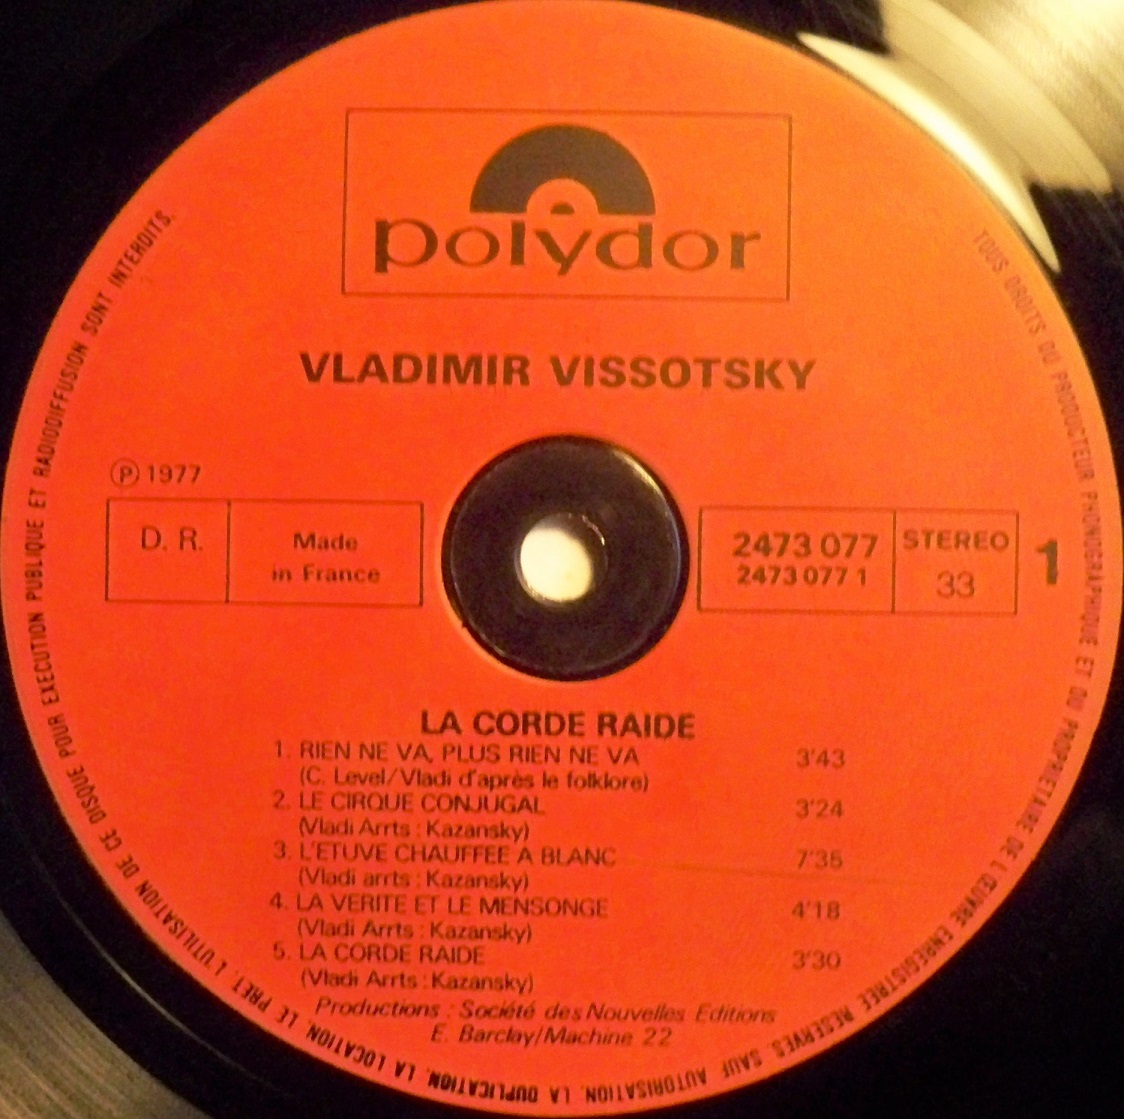 polydor
VLADIMIR VISSOTSKY
Ⓟ 1977
D. R.
Made
in France
2473 077
2473 077 1
STEREO
33
1
LA CORDE RAIDE
1. RIEN NE VA, PLUS RIEN NE VA 3'43
(C. Level/Vladi d'après le folklore)
2. LE CIRQUE CONJUGAL 3'24
(Vladi Arrts : Kazansky)
3. L'ETUVE CHAUFFEE A BLANC 7'35
(Vladi arrts : Kazansky)
4. LA VERITE ET LE MENSONGE 4'18
(Vladi Arrts : Kazansky)
5. LA CORDE RAIDE 3'30
(Vladi Arrts : Kazansky)
Productions : Société des Nouvelles Editions
E. Barclay/Machine 22
TOUS DROITS DU PRODUCTEUR PHONOGRAPHIQUE ET DU PROPRIETAIRE DE L'ŒUVRE ENREGISTREE RESERVES. SAUF AUTORISATION, LA DUPLICATION, LA LOCATION, LE PRET, L'UTILISATION DE CE DISQUE POUR EXECUTION PUBLIQUE ET RADIODIFFUSION SONT INTERDITS.